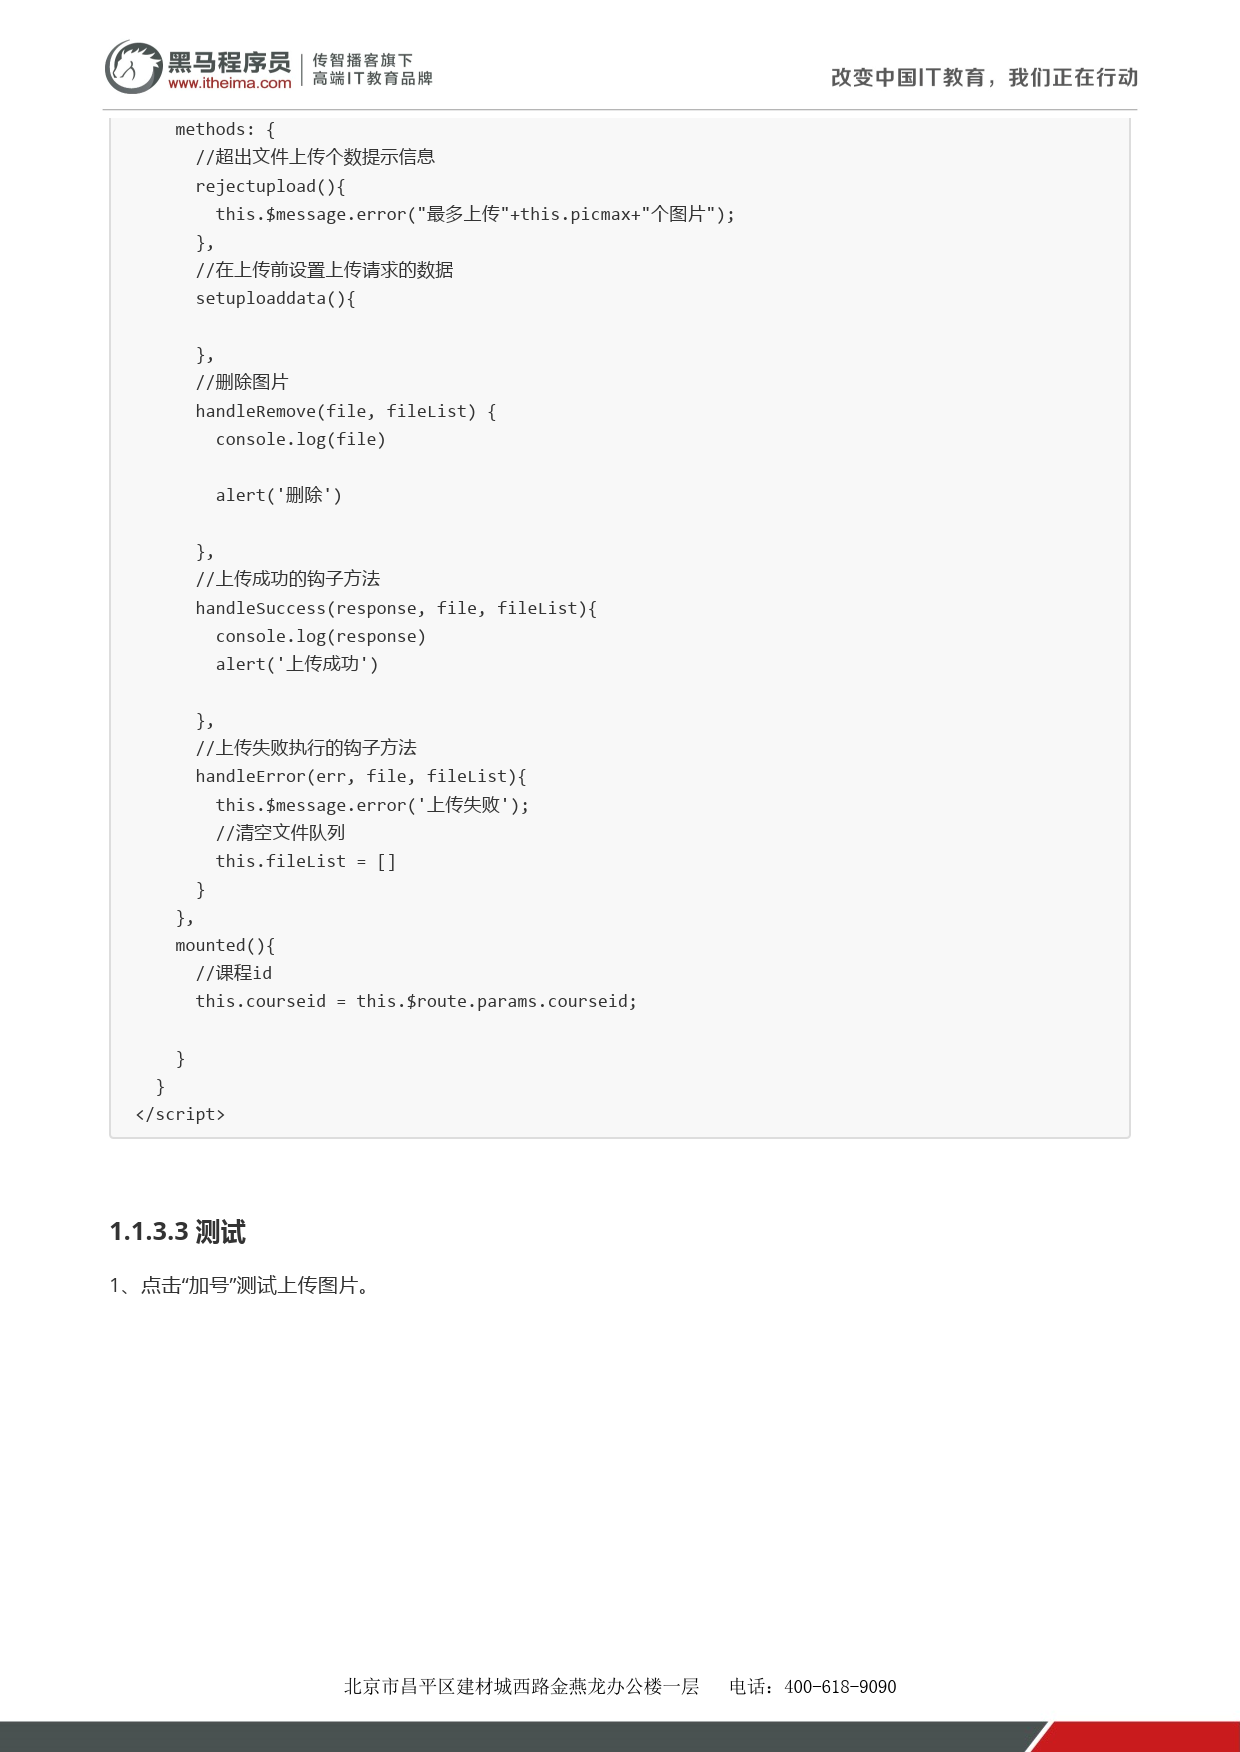 黑马程序员
www.itheima.com
传智播客旗下
高端IT教育品牌
改变中国IT教育，我们正在行动
methods: {
//超出文件上传个数提示信息
rejectupload(){
this.$message.error("最多上传"+this.picmax+"个图片");
},
//在上传前设置上传请求的数据
setuploaddata(){
},
//删除图片
handleRemove(file, fileList) {
console.log(file)
alert('删除')
},
//上传成功的钩子方法
handleSuccess(response, file, fileList){
console.log(response)
alert('上传成功')
},
//上传失败执行的钩子方法
handleError(err, file, fileList){
this.$message.error('上传失败');
//清空文件队列
this.fileList = []
}
},
mounted(){
//课程id
this.courseid = this.$route.params.courseid;
}
}
</script>
1.1.3.3 测试
1、点击“加号”测试上传图片。
北京市昌平区建材城西路金燕龙办公楼一层 电话：400-618-9090